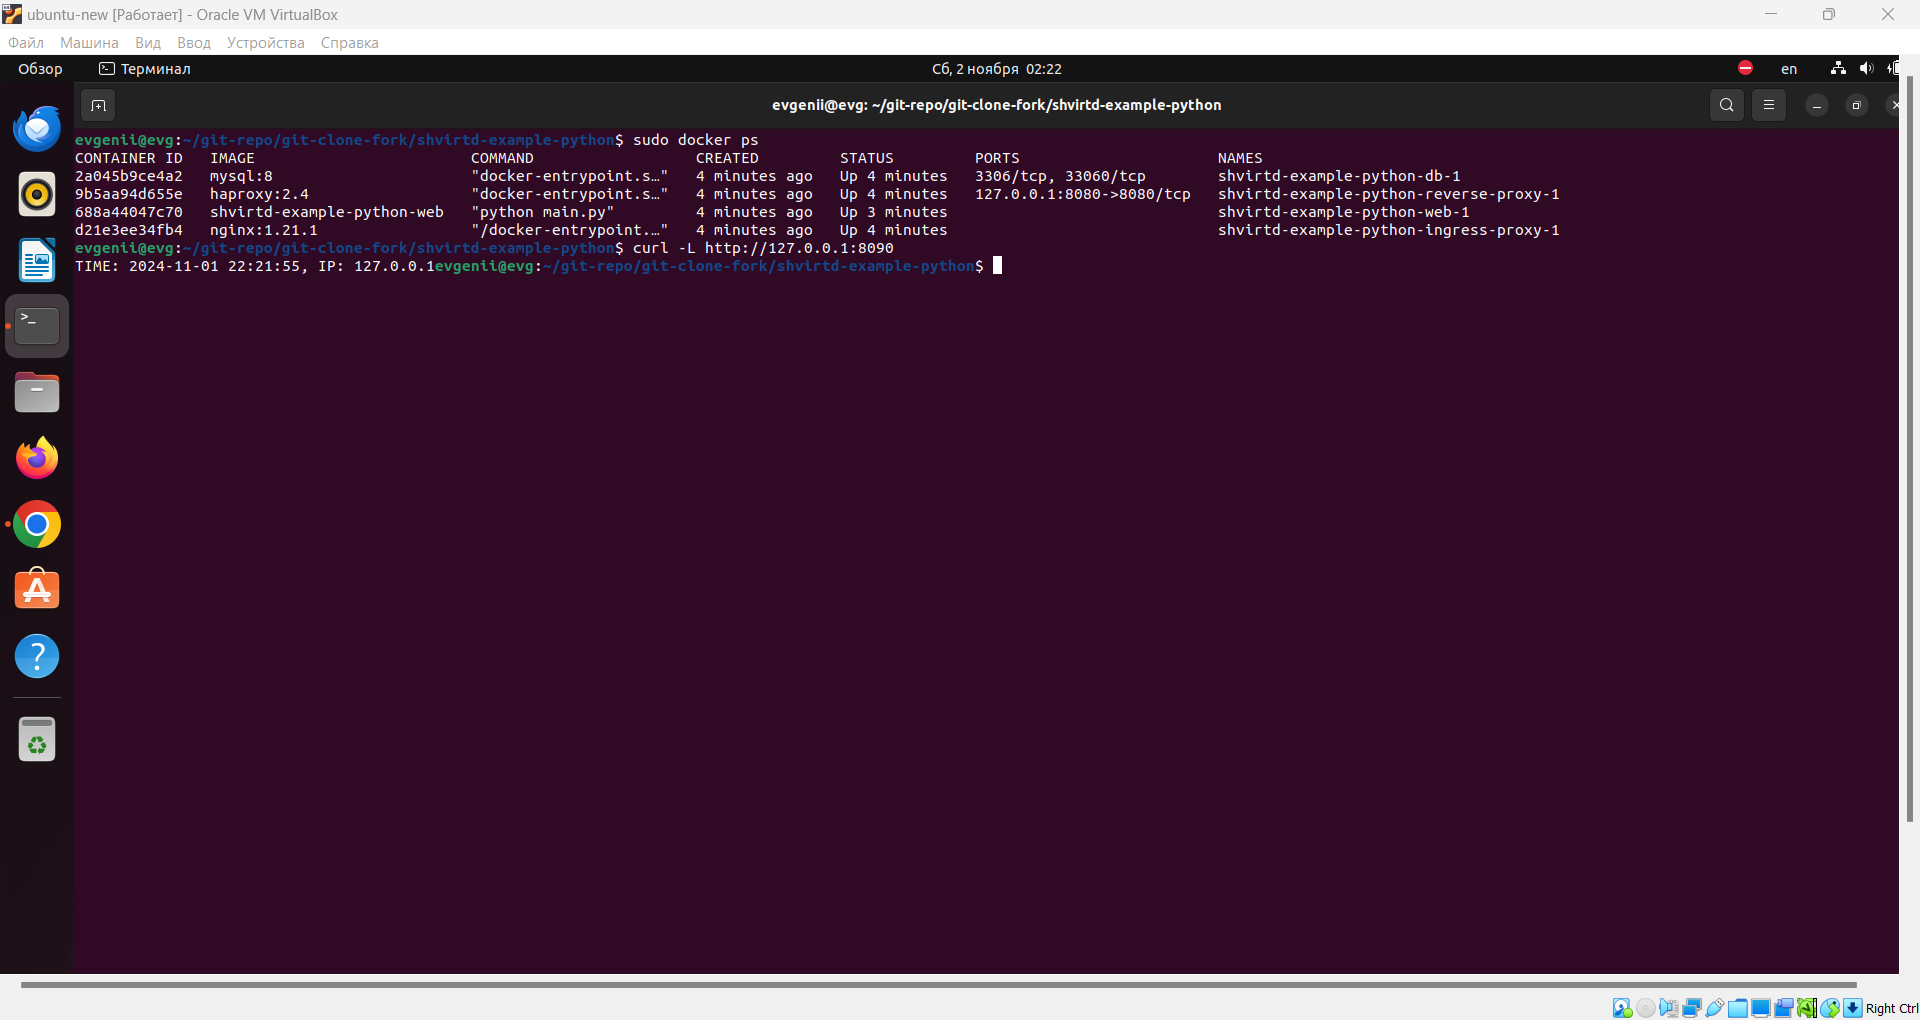 ubuntu-new [Работает] - Oracle VM VirtualBox
Файл Машина Вид Ввод Устройства Справка
Обзор Терминал Сб, 2 ноября 02:22 en
evgenii@evg: ~/git-repo/git-clone-fork/shvirtd-example-python
evgenii@evg:~/git-repo/git-clone-fork/shvirtd-example-python$ sudo docker ps
CONTAINER ID IMAGE COMMAND CREATED STATUS PORTS NAMES
2a045b9ce4a2 mysql:8 "docker-entrypoint.s…" 4 minutes ago Up 4 minutes 3306/tcp, 33060/tcp shvirtd-example-python-db-1
9b5aa94d655e haproxy:2.4 "docker-entrypoint.s…" 4 minutes ago Up 4 minutes 127.0.0.1:8080->8080/tcp shvirtd-example-python-reverse-proxy-1
688a44047c70 shvirtd-example-python-web "python main.py" 4 minutes ago Up 3 minutes shvirtd-example-python-web-1
d21e3ee34fb4 nginx:1.21.1 "/docker-entrypoint.…" 4 minutes ago Up 4 minutes shvirtd-example-python-ingress-proxy-1
evgenii@evg:~/git-repo/git-clone-fork/shvirtd-example-python$ curl -L http://127.0.0.1:8090
TIME: 2024-11-01 22:21:55, IP: 127.0.0.1evgenii@evg:~/git-repo/git-clone-fork/shvirtd-example-python$
Right Ctrl